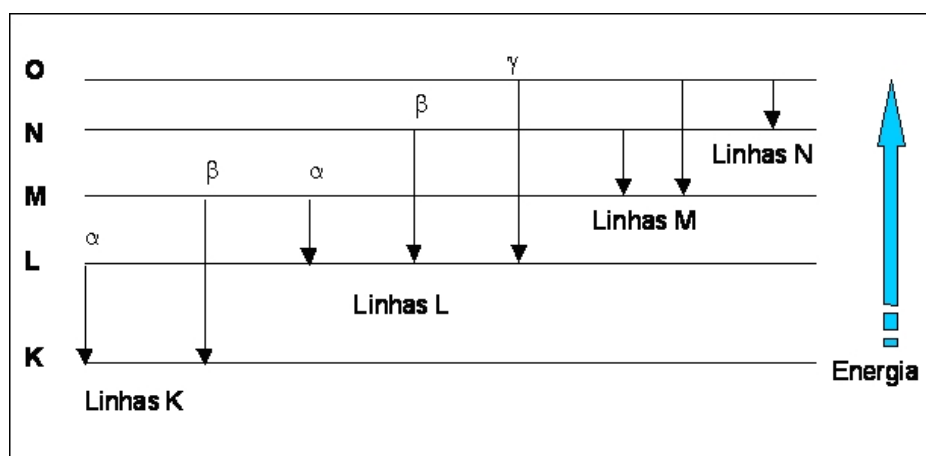 O
γ
N
β
Linhas N
M
β
α
Linhas M
α
L
Linhas L
K
Energia
Linhas K